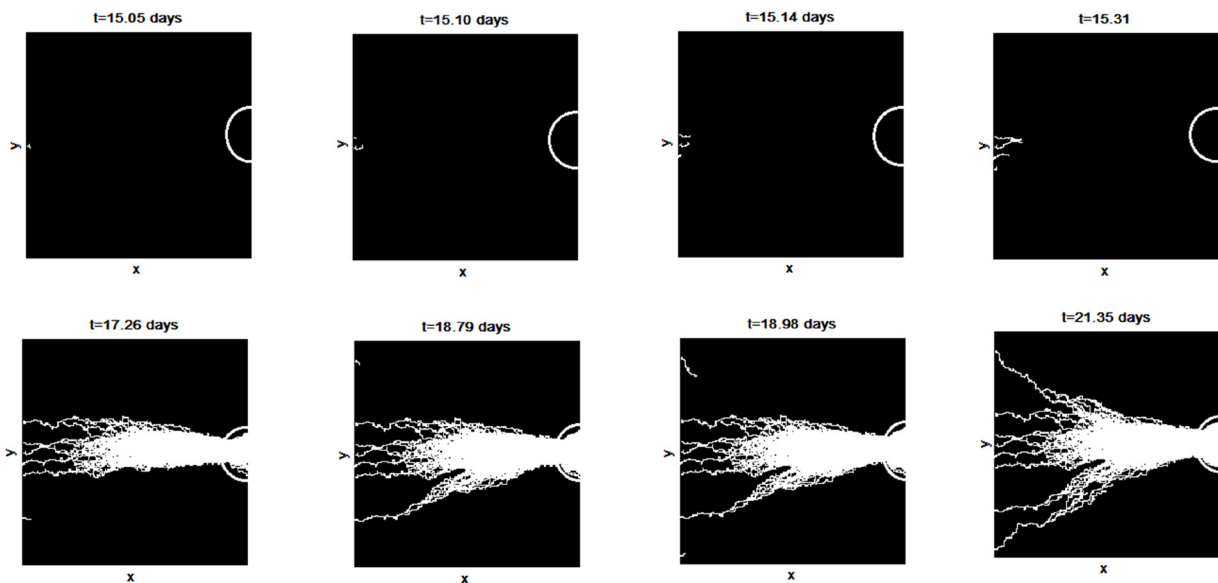 t=15.05 days
t=15.10 days
t=15.14 days
t=15.31
y
y
y
y
x
x
x
x
t=17.26 days
t=18.79 days
t=18.98 days
t=21.35 days
y
y
y
y
x
x
x
x